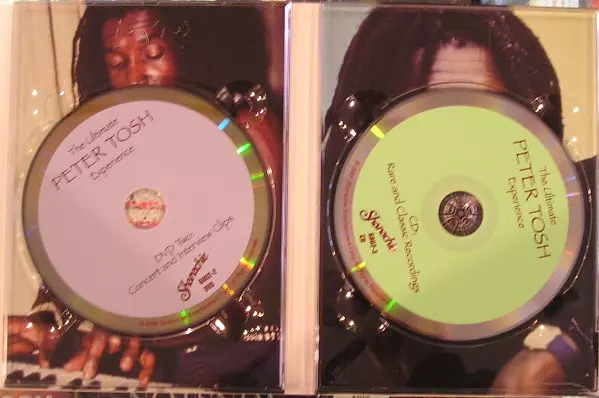 The Ultimate
PETER TOSH
Experience
DVD Two:
Concert and Interview Clips
Shanachie
The Ultimate
PETER TOSH
Experience
CD:
Rare and Classic Recordings
Shanachie
CD